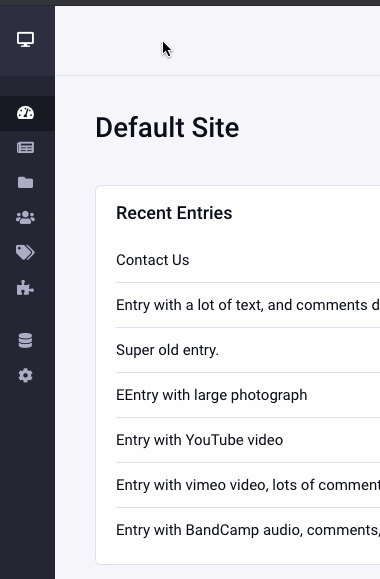 Default Site
Recent Entries
Contact Us
Entry with a lot of text, and comments d
Super old entry.
EEntry with large photograph
Entry with YouTube video
Entry with vimeo video, lots of comment
Entry with BandCamp audio, comments,